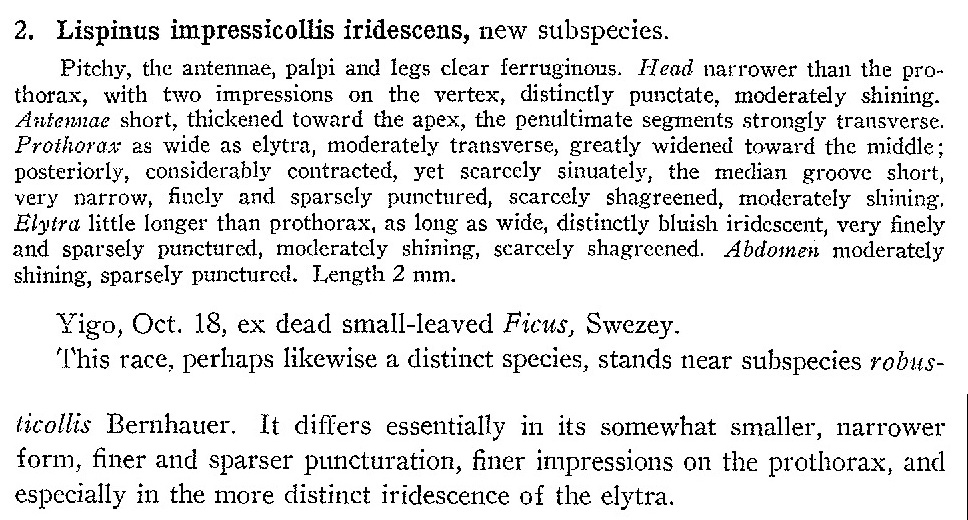 2. Lispinus impressicollis iridescens, new subspecies.
Pitchy, the antennae, palpi and legs clear ferruginous. Head narrower than the pro-
thorax, with two impressions on the vertex, distinctly punctate, moderately shining.
Antennae short, thickened toward the apex, the penultimate segments strongly transverse.
Prothorax as wide as elytra, moderately transverse, greatly widened toward the middle;
posteriorly, considerably contracted, yet scarcely sinuately, the median groove short,
very narrow, finely and sparsely punctured, scarcely shagreened, moderately shining.
Elytra little longer than prothorax, as long as wide, distinctly bluish iridescent, very finely
and sparsely punctured, moderately shining, scarcely shagreened. Abdomen moderately
shining, sparsely punctured. Length 2 mm.
Yigo, Oct. 18, ex dead small-leaved Ficus, Swezey.
This race, perhaps likewise a distinct species, stands near subspecies robus-
ticollis Bernhauer. It differs essentially in its somewhat smaller, narrower
form, finer and sparser puncturation, finer impressions on the prothorax, and
especially in the more distinct iridescence of the elytra.